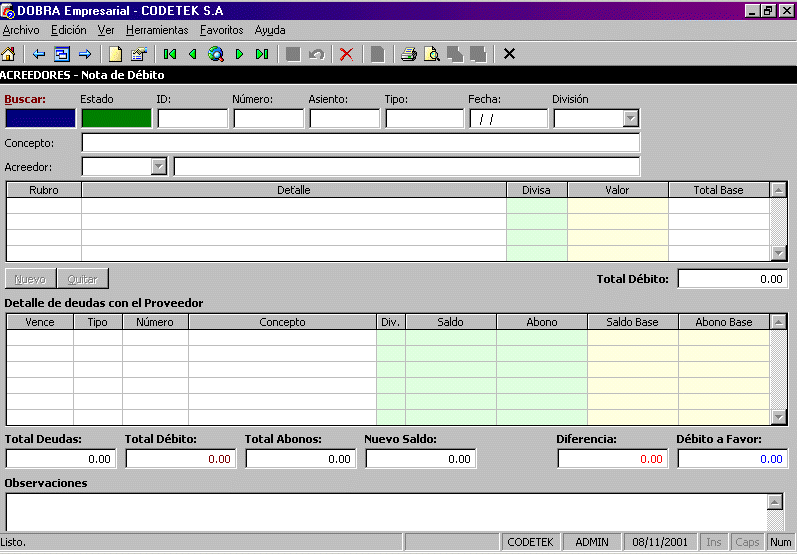 DOBRA Empresarial - CODETEK S.A
Archivo Edición Ver Herramientas Favoritos Ayuda
ACREEDORES - Nota de Débito
Buscar: Estado ID: Número: Asiento: Tipo: Fecha: División
/ /
Concepto:
Acreedor:
Rubro Detalle Divisa Valor Total Base
Nuevo Quitar Total Débito: 0.00
Detalle de deudas con el Proveedor
Vence Tipo Número Concepto Div. Saldo Abono Saldo Base Abono Base
Total Deudas: Total Débito: Total Abonos: Nuevo Saldo: Diferencia: Débito a Favor:
0.00 0.00 0.00 0.00 0.00 0.00
Observaciones
Listo. CODETEK ADMIN 08/11/2001 Ins Caps Num